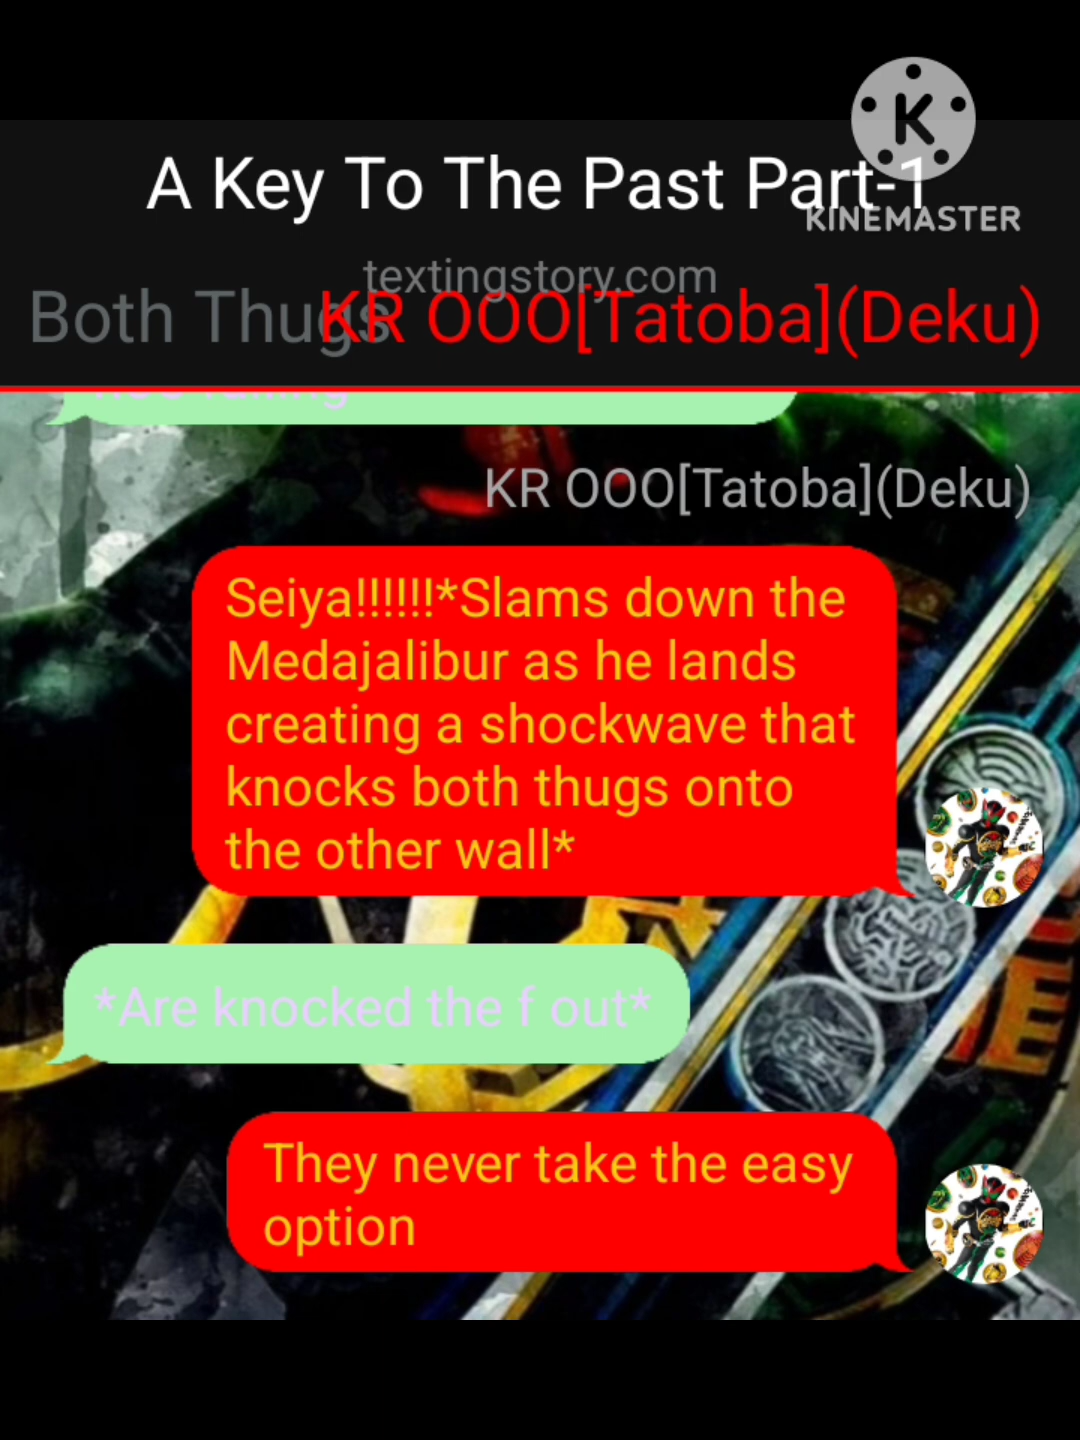 A Key To The Past Part-1
KINEMASTER
textingstory.com
Both Thugs
KR OOO[Tatoba](Deku)
KR OOO[Tatoba](Deku)
Seiya!!!!!!*Slams down the
Medajalibur as he lands
creating a shockwave that
knocks both thugs onto
the other wall*
*Are knocked the f out*
They never take the easy
option